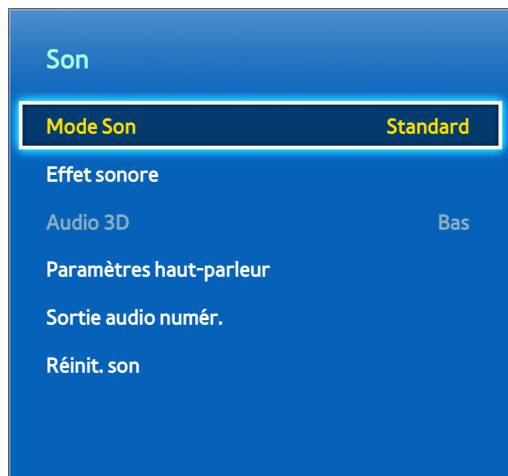 Son
Mode Son Standard
Effet sonore
Audio 3D Bas
Paramètres haut-parleur
Sortie audio numér.
Réinit. son